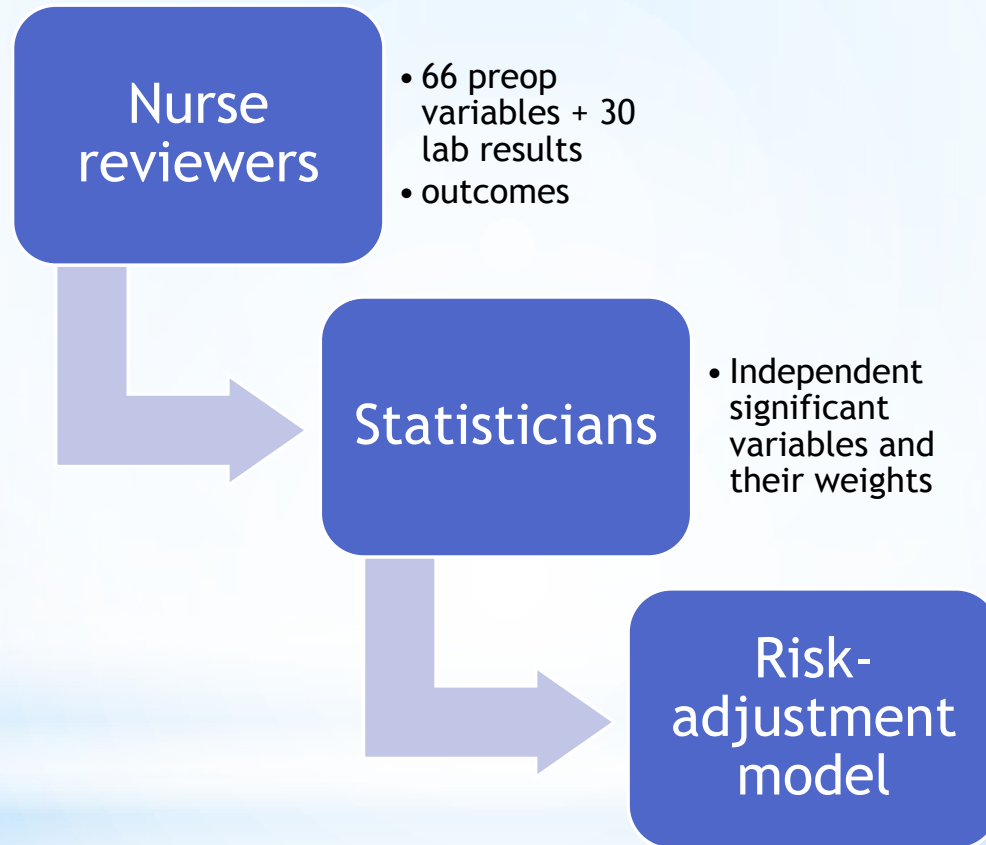 Nurse
reviewers
• 66 preop
variables + 30
lab results
• outcomes
Statisticians
• Independent
significant
variables and
their weights
Risk-
adjustment
model